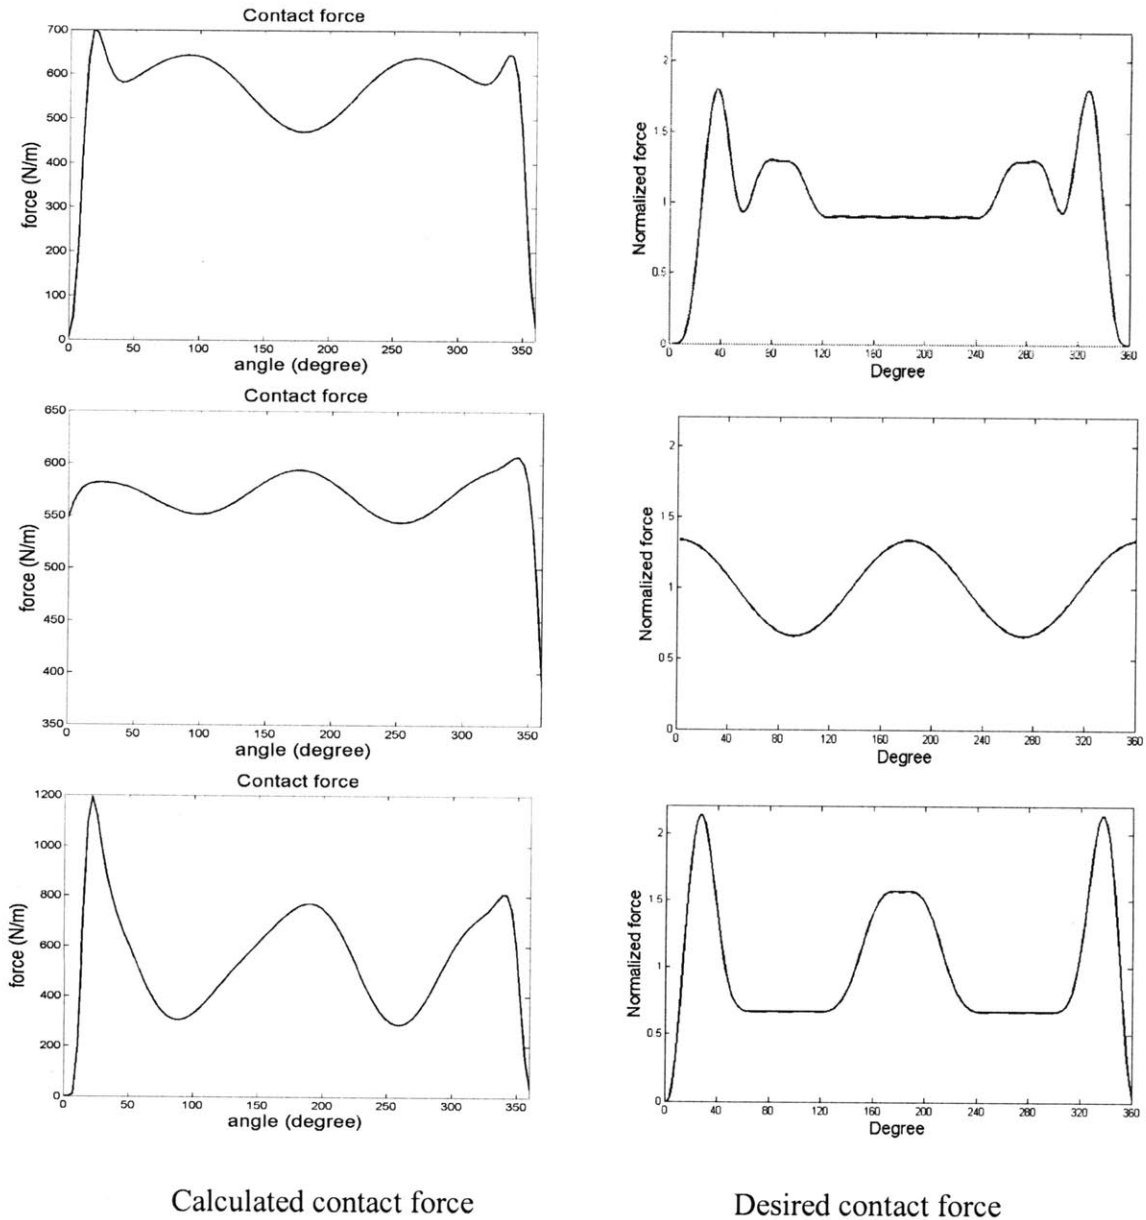 Contact force
700
600
500
400
300
200
100
0
force (N/m)
0 50 100 150 200 250 300 350
angle (degree)
2
1.5
1
0.5
0
Normalized force
0 40 80 120 160 200 240 280 320 360
Degree
Contact force
650
600
550
500
450
400
350
force (N/m)
0 50 100 150 200 250 300 350
angle (degree)
2
1.5
1
0.5
0
Normalized force
0 40 80 120 160 200 240 280 320 360
Degree
Contact force
1200
1000
800
600
400
200
0
force (N/m)
0 50 100 150 200 250 300 350
angle (degree)
2
1.5
1
0.5
0
Normalized force
0 40 80 120 160 200 240 280 320 360
Degree
Calculated contact force
Desired contact force